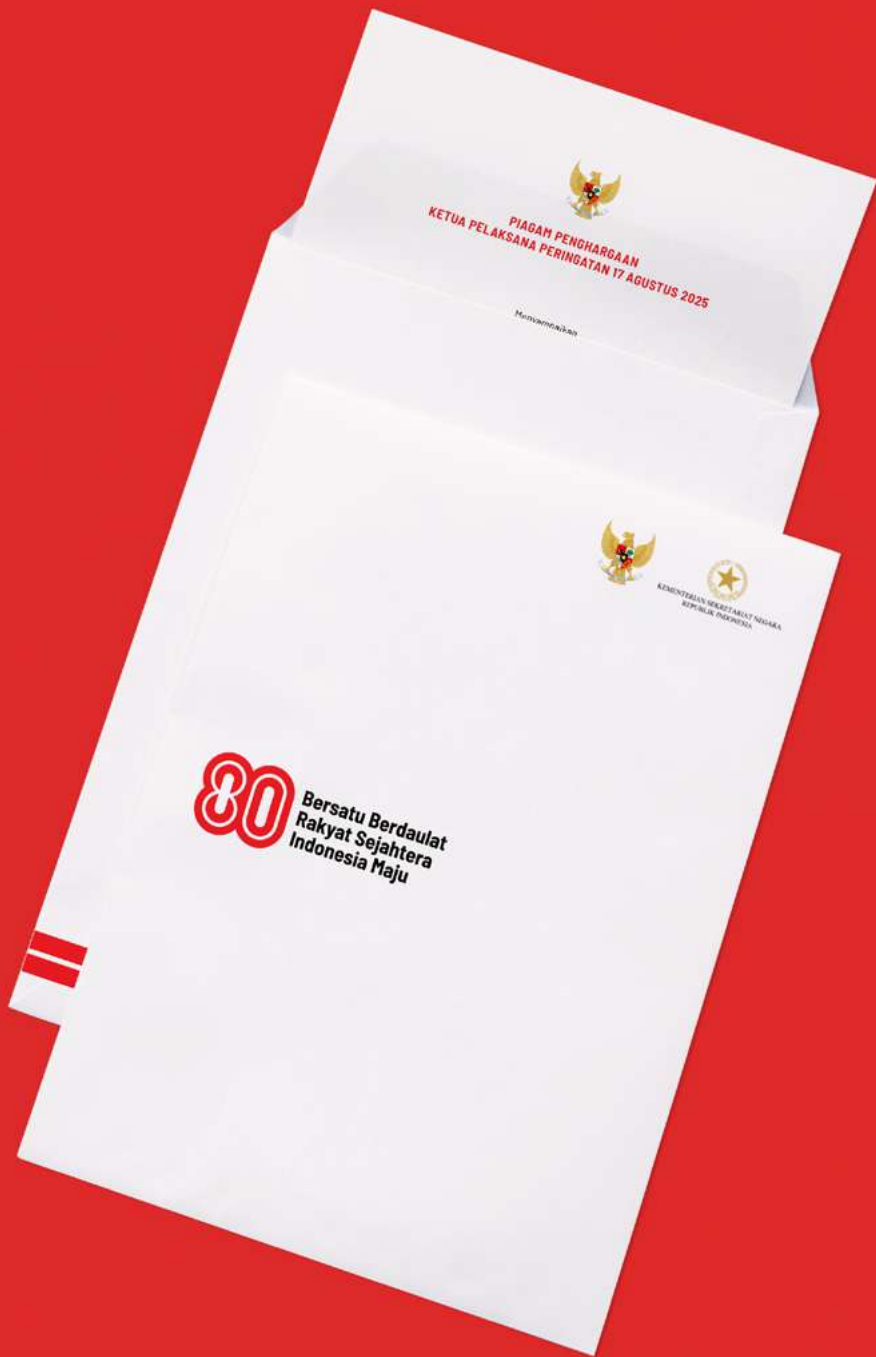 PIAGAM PENGHARGAAN
KETUA PELAKSANA PERINGATAN 17 AGUSTUS 2025
Menyampaikan
KEMENTERIAN SEKRETARIAT NEGARA
REPUBLIK INDONESIA
80
Bersatu Berdaulat
Rakyat Sejahtera
Indonesia Maju